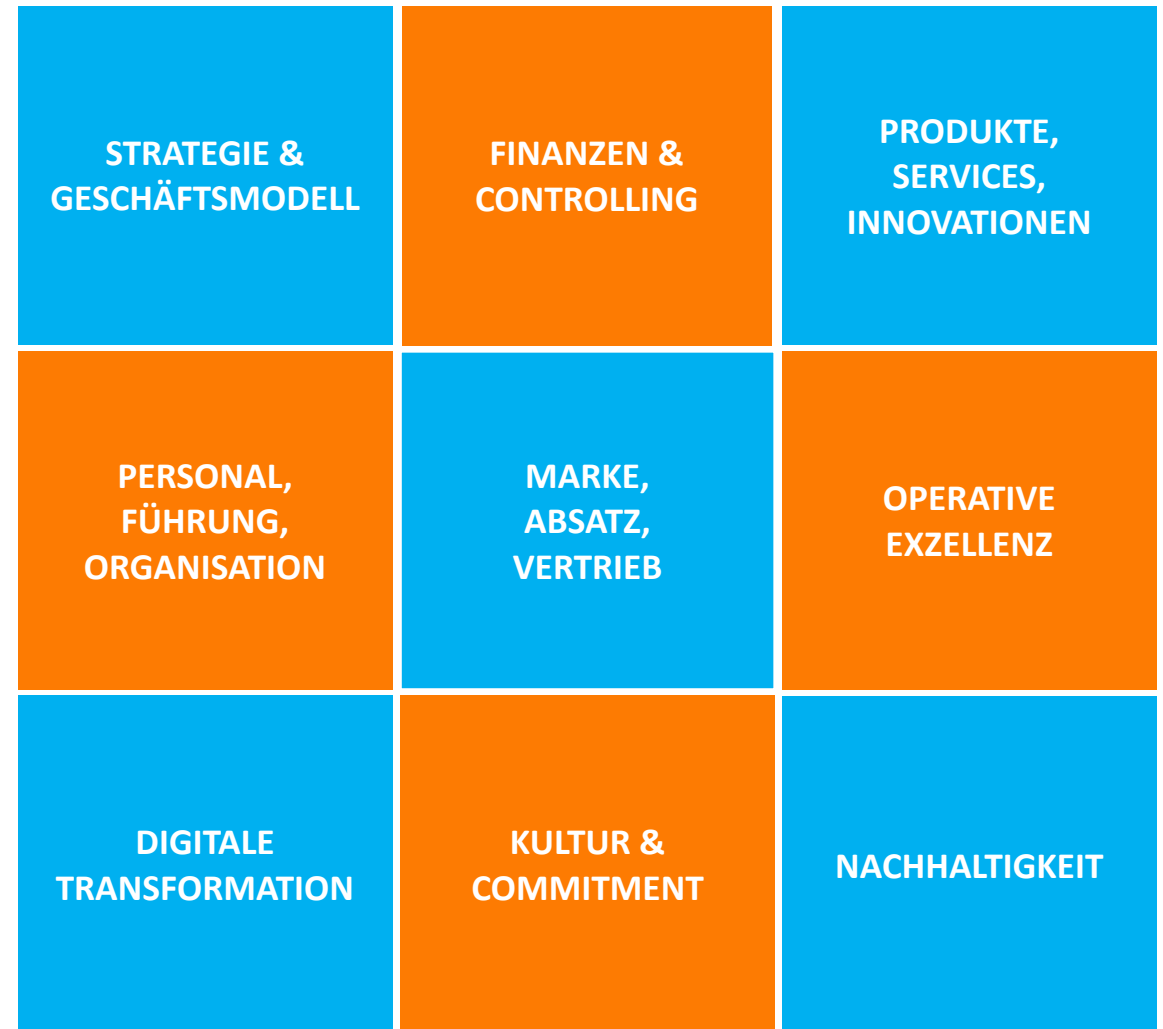 STRATEGIE &
GESCHÄFTSMODELL
FINANZEN &
CONTROLLING
PRODUKTE,
SERVICES,
INNOVATIONEN
PERSONAL,
FÜHRUNG,
ORGANISATION
MARKE,
ABSATZ,
VERTRIEB
OPERATIVE
EXZELLENZ
DIGITALE
TRANSFORMATION
KULTUR &
COMMITMENT
NACHHALTIGKEIT